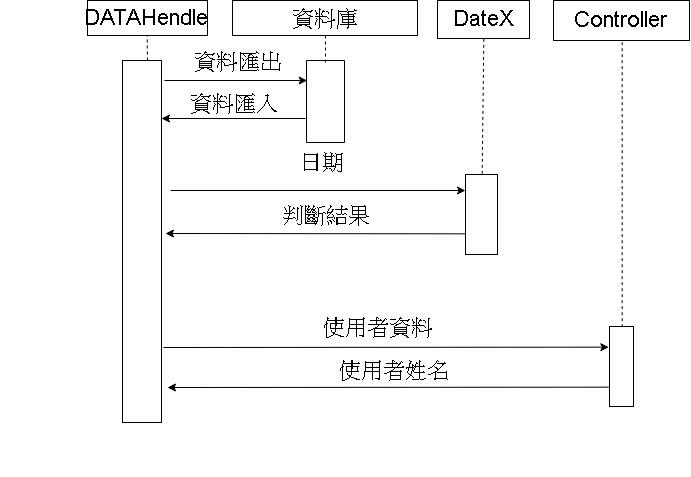 DATAHendle
資料庫
DateX
Controller
資料匯出
資料匯入
日期
判斷結果
使用者資料
使用者姓名